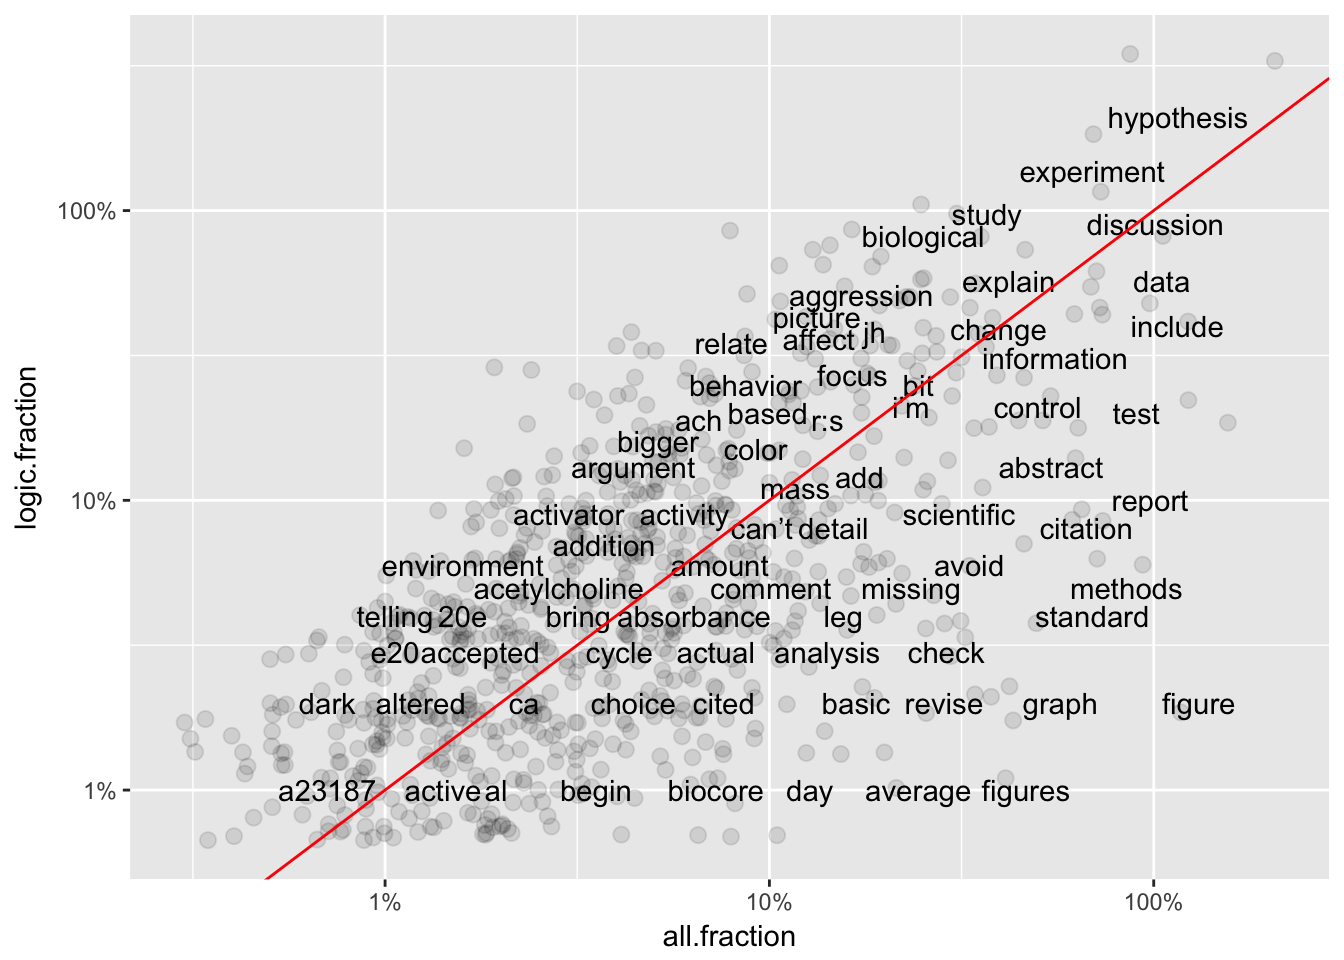 hypothesis
experiment
study
discussion
biological
explain data
aggression
picture include
affect jh change
relate
information
focus
behavior bit
i'm control
ach based r:s test
bigger
color
argument abstract
add
mass
report
activator activity scientific
can't detail citation
addition
environment amount avoid
acetylcholine comment missing methods
telling 20e bring absorbance leg standard
e20 accepted cycle actual analysis check
dark altered ca choice cited basic revise graph figure
a23187 active al begin biocore day average figures
100%
10%
1%
logic.fraction
1% 10% 100%
all.fraction